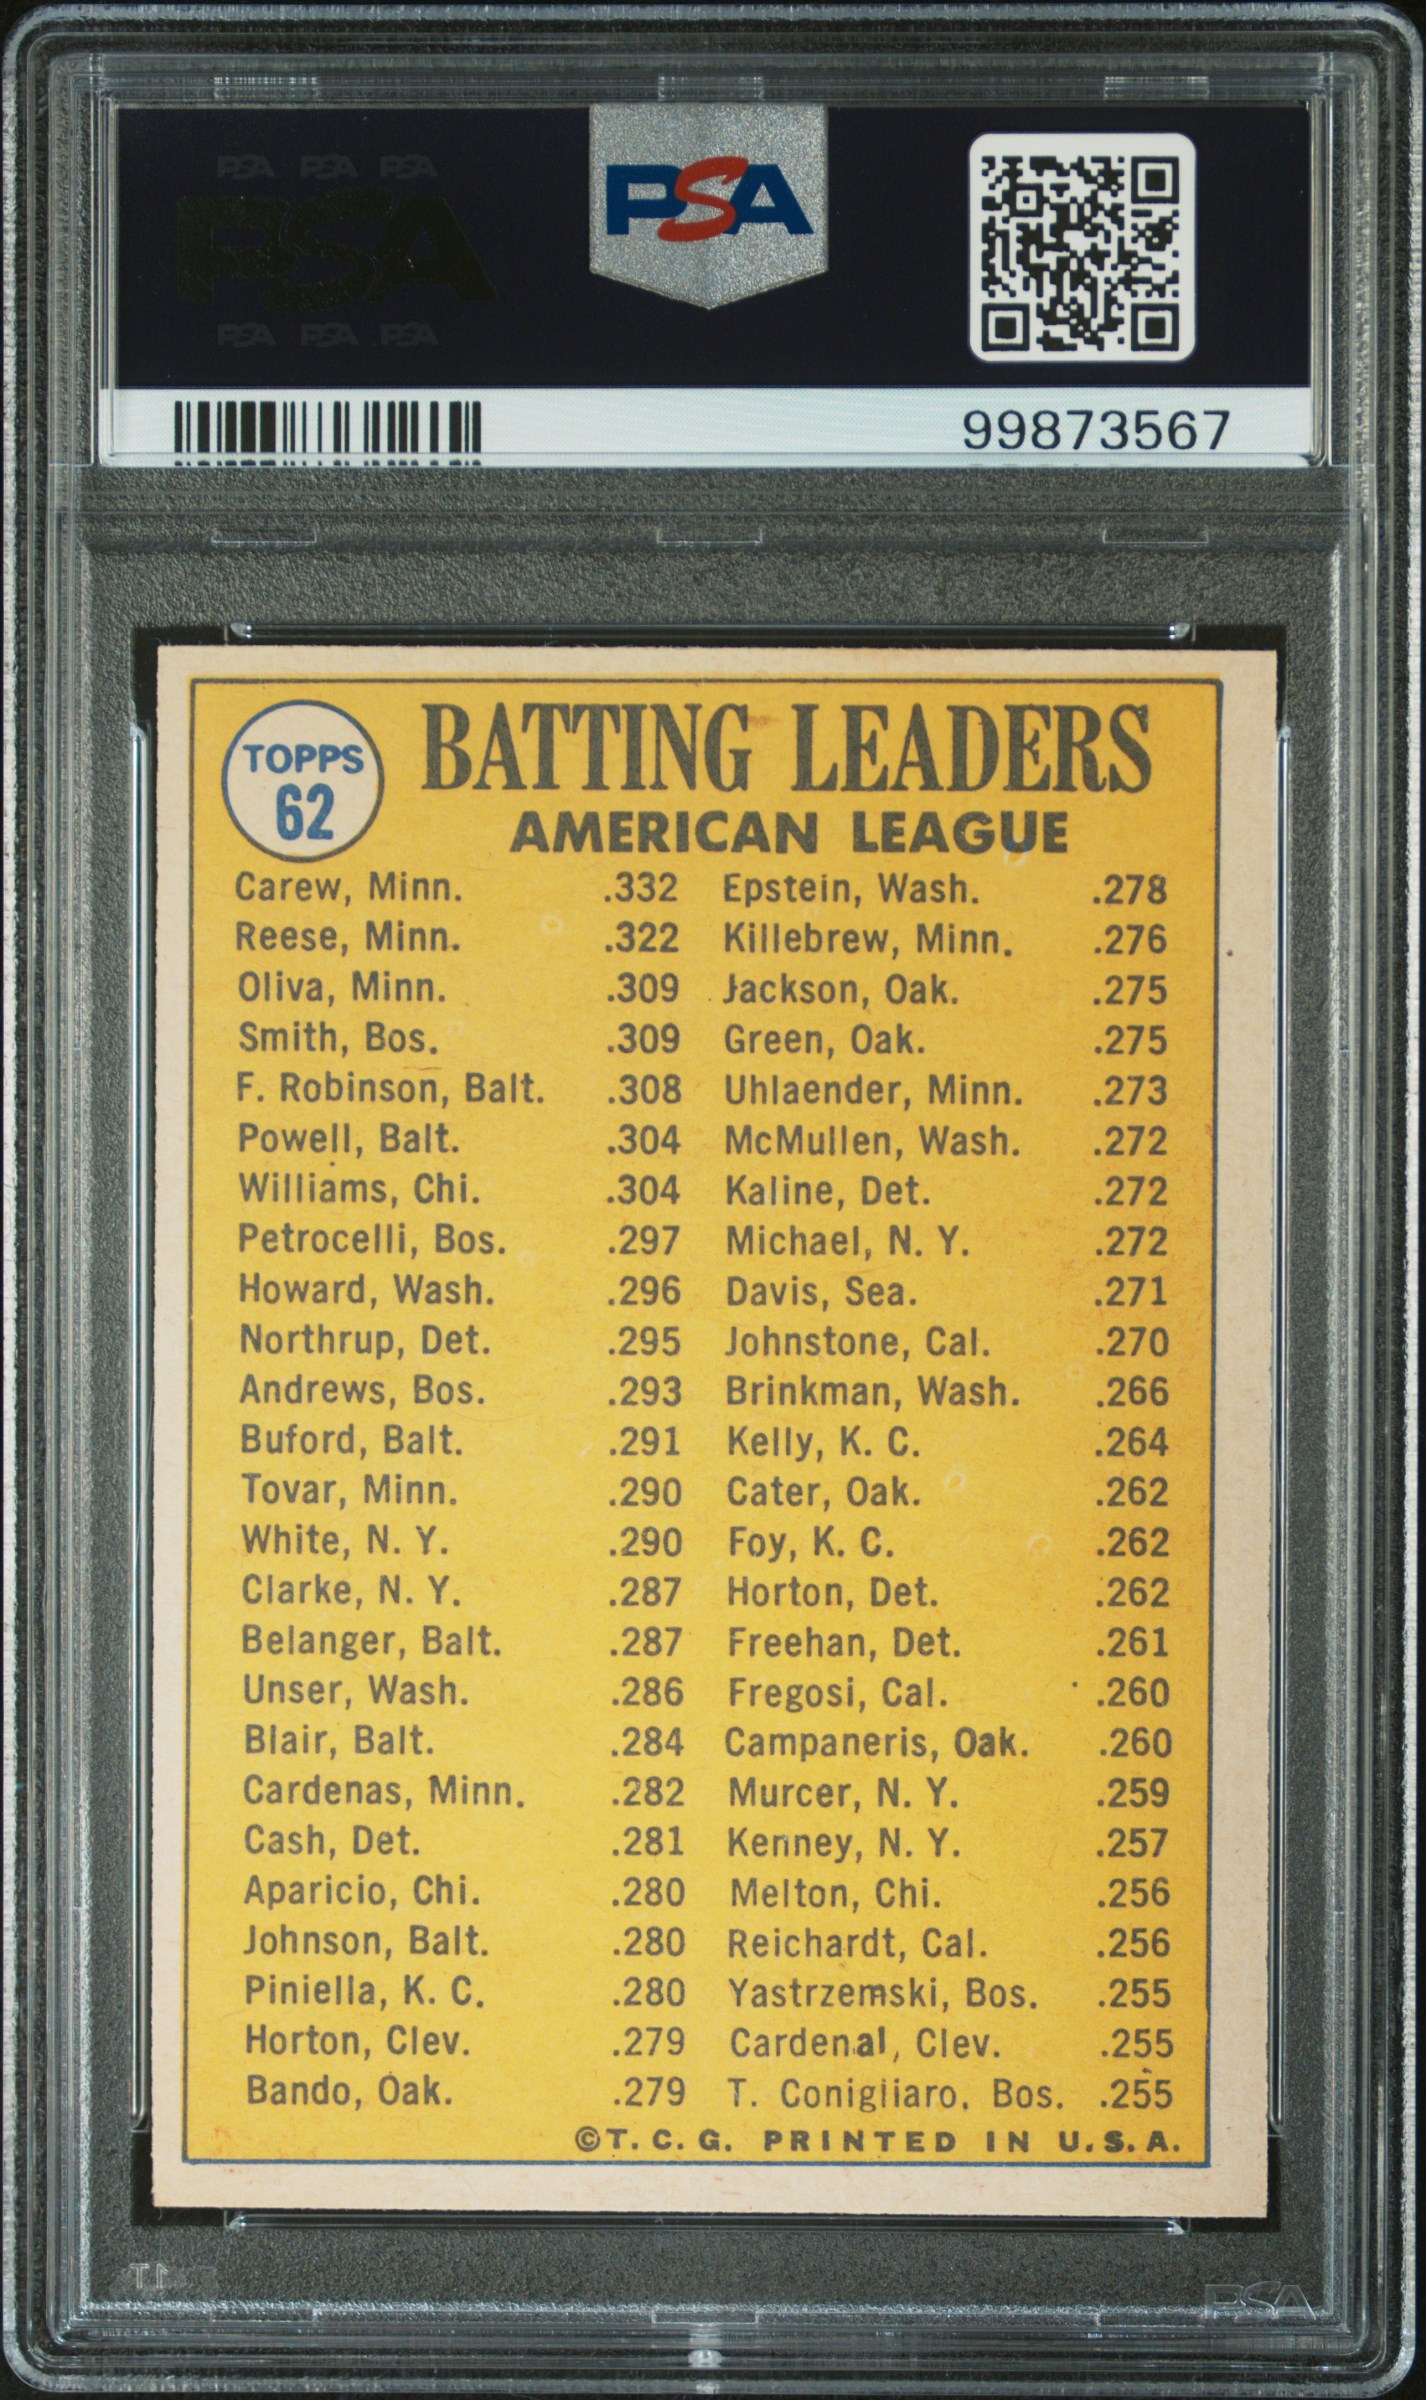 PSA PSA PSA
PSA
PSA PSA PSA
PSA
99873567
TOPPS
62
BATTING LEADERS
AMERICAN LEAGUE
Carew, Minn. .332 Epstein, Wash. .278
Reese, Minn. .322 Killebrew, Minn. .276
Oliva, Minn. .309 Jackson, Oak. .275
Smith, Bos. .309 Green, Oak. .275
F. Robinson, Balt. .308 Uhlaender, Minn. .273
Powell, Balt. .304 McMullen, Wash. .272
Williams, Chi. .304 Kaline, Det. .272
Petrocelli, Bos. .297 Michael, N. Y. .272
Howard, Wash. .296 Davis, Sea. .271
Northrup, Det. .295 Johnstone, Cal. .270
Andrews, Bos. .293 Brinkman, Wash. .266
Buford, Balt. .291 Kelly, K. C. .264
Tovar, Minn. .290 Cater, Oak. .262
White, N. Y. .290 Foy, K. C. .262
Clarke, N. Y. .287 Horton, Det. .262
Belanger, Balt. .287 Freehan, Det. .261
Unser, Wash. .286 Fregosi, Cal. .260
Blair, Balt. .284 Campaneris, Oak. .260
Cardenas, Minn. .282 Murcer, N. Y. .259
Cash, Det. .281 Kenney, N. Y. .257
Aparicio, Chi. .280 Melton, Chi. .256
Johnson, Balt. .280 Reichardt, Cal. .256
Piniella, K. C. .280 Yastrzemski, Bos. .255
Horton, Clev. .279 Cardenal, Clev. .255
Bando, Oak. .279 T. Conigliaro, Bos. .255
©T. C. G. PRINTED IN U.S.A.
PSA